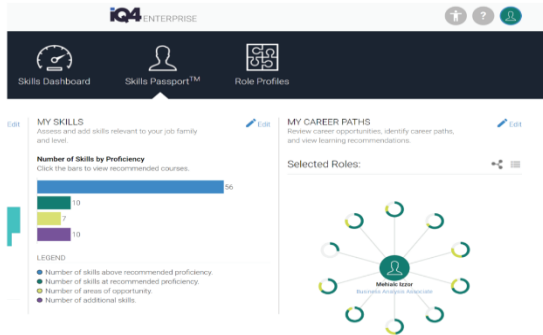 iQ4 ENTERPRISE
?
Skills Dashboard
Skills Passport™
Role Profiles
Edit
MY SKILLS
Edit
Assess and add skills relevant to your job family
and level.
Number of Skills by Proficiency
Click the bars to view recommended courses.
56
10
7
10
LEGEND
Number of skills above recommended proficiency.
Number of skills at recommended proficiency.
Number of areas of opportunity.
Number of additional skills.
MY CAREER PATHS
Edit
Review career opportunities, identify career paths,
and view learning recommendations.
Selected Roles:
Mehleic Izzor
Business Analysis Associate